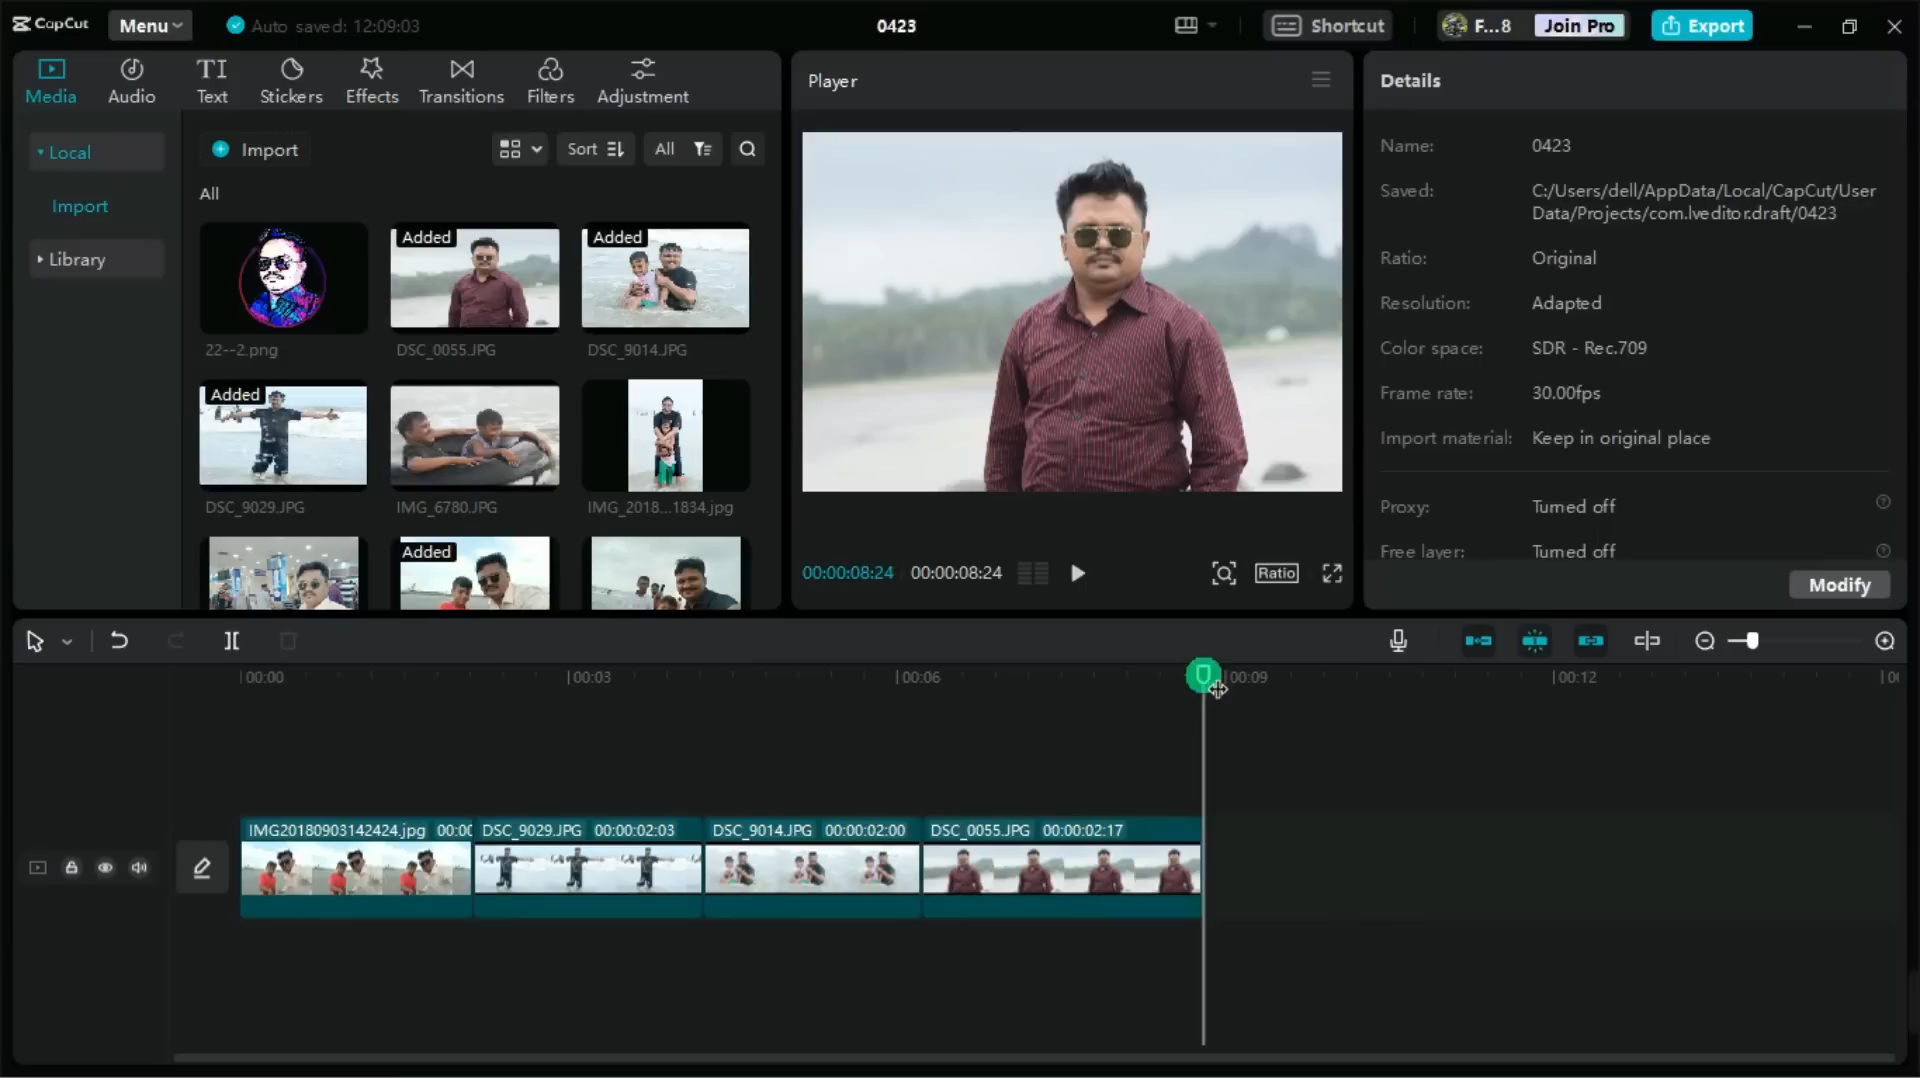 CapCut
Menu
Auto saved: 12:09:03
0423
Shortcut
F...8
Join Pro
Export
Media
Audio
TI
Text
Stickers
Effects
Transitions
Filters
Adjustment
Player
Details
Local
Import
Library
Import
Sort
All
All
22--2.png
Added
DSC_0055.JPG
Added
DSC_9014.JPG
Added
DSC_9029.JPG
IMG_6780.JPG
IMG_2018...1834.jpg
Added
00:00:08:24
00:00:08:24
Ratio
Name: 0423
Saved: C:/Users/dell/AppData/Local/CapCut/User
Data/Projects/com.lveditor.draft/0423
Ratio: Original
Resolution: Adapted
Color space: SDR - Rec.709
Frame rate: 30.00fps
Import material: Keep in original place
Proxy: Turned off
Free layer: Turned off
Modify
00:00
00:03
00:06
00:09
00:12
IMG20180903142424.jpg 00:00
DSC_9029.JPG 00:00:02:03
DSC_9014.JPG 00:00:02:00
DSC_0055.JPG 00:00:02:17